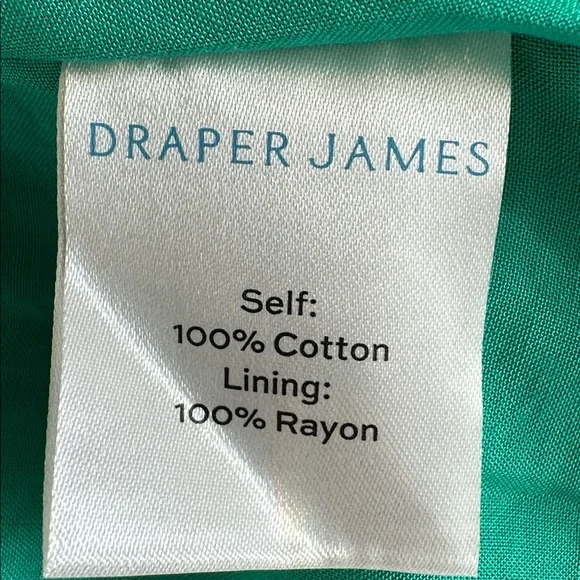 DRAPER JAMES
Self:
100% Cotton
Lining:
100% Rayon